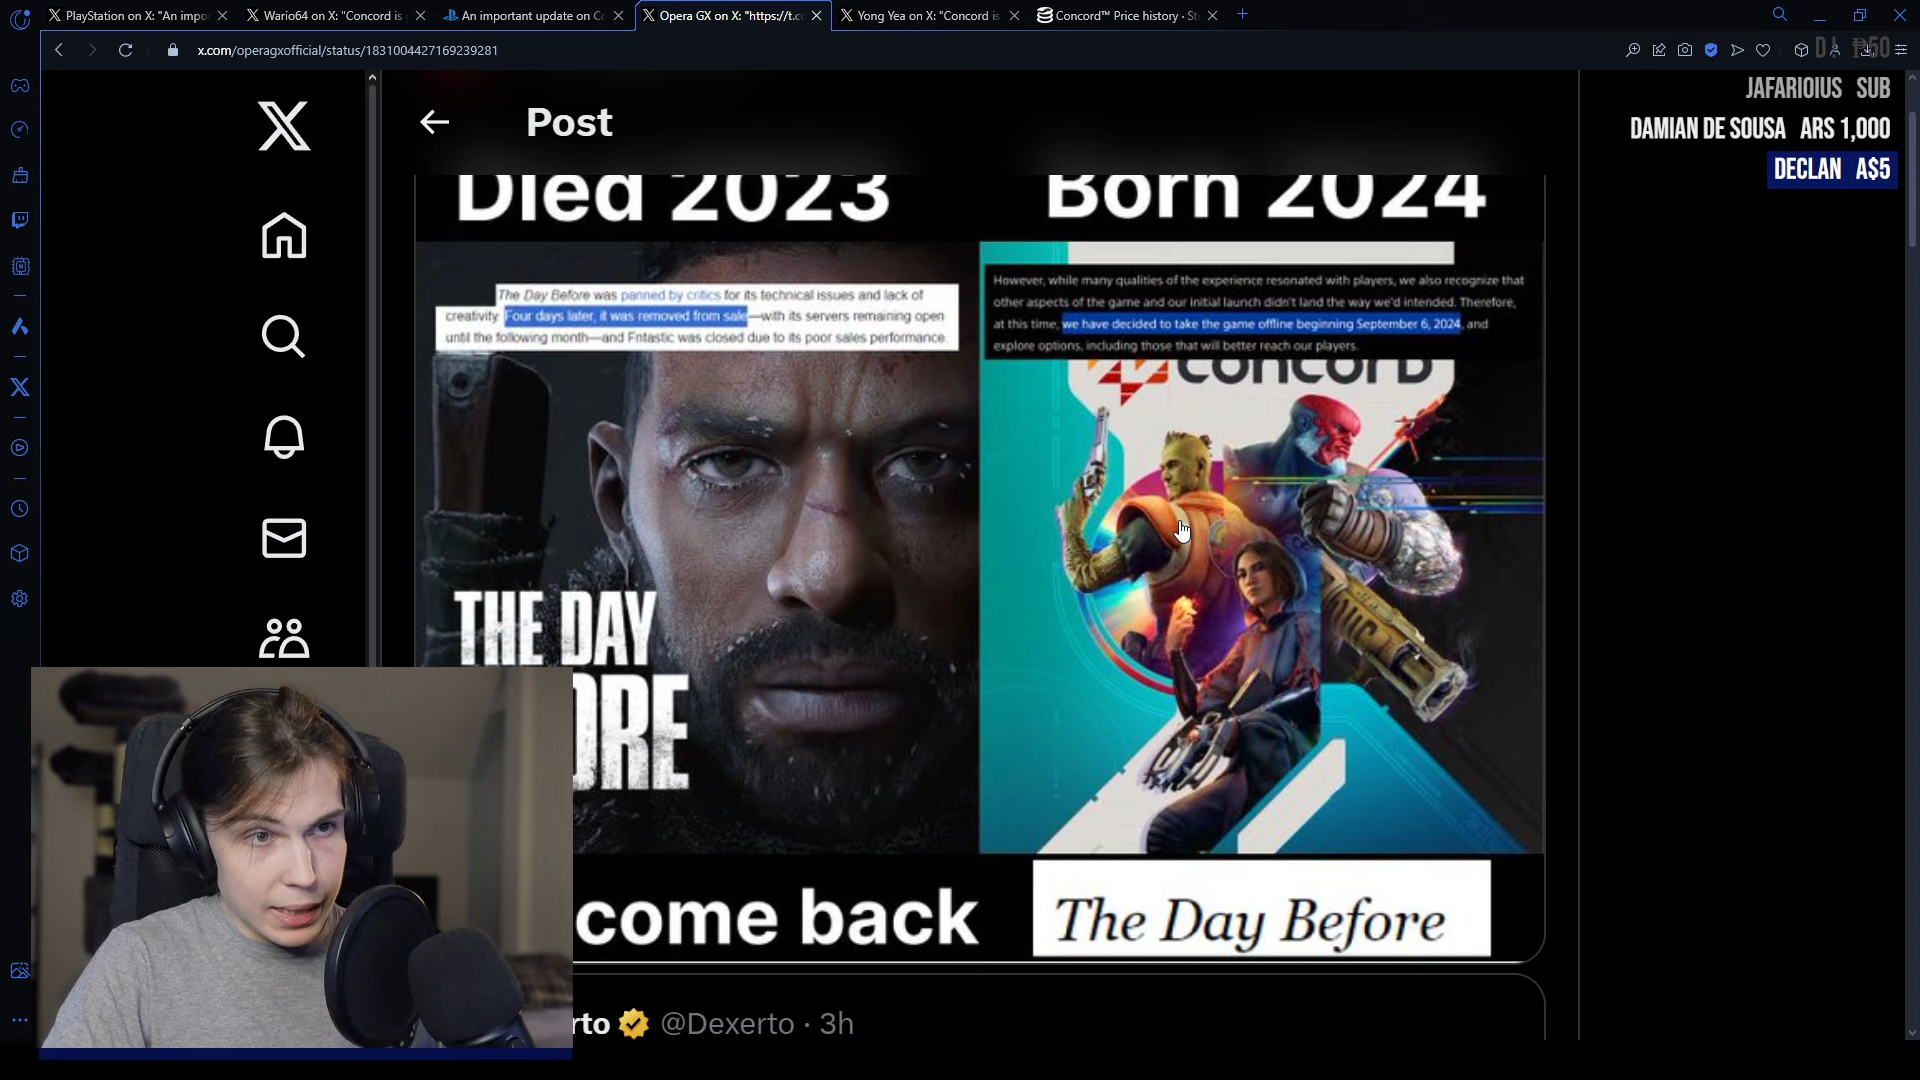 PlayStation on X: "An impo
Wario64 on X: "Concord is
An important update on Co
Opera GX on X: "https://t.c
Yong Yea on X: "Concord is
Concord™ Price history · St
x.com/operagxofficial/status/1831004427169239281
₱50
JAFARIOIUS SUB
DAMIAN DE SOUSA ARS 1,000
DECLAN A$5
Post
Died 2023
Born 2024
The Day Before was panned by critics for its technical issues and lack of
creativity. Four days later, it was removed from sale—with its servers remaining open
until the following month—and Fntastic was closed due to its poor sales performance.
However, while many qualities of the experience resonated with players, we also recognize that
other aspects of the game and our initial launch didn't land the way we'd intended. Therefore,
at this time, we have decided to take the game offline beginning September 6, 2024, and
explore options, including those that will better reach our players.
CONCORD
THE DAY
ORE
come back
The Day Before
rto @Dexerto · 3h